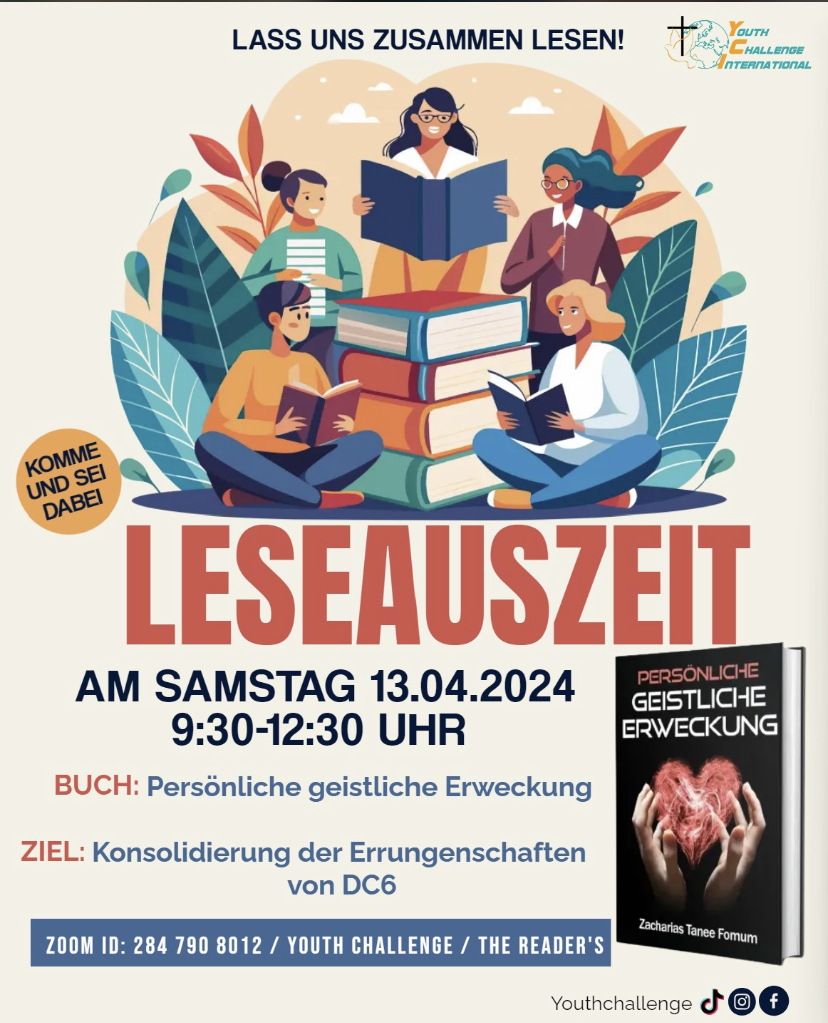 LASS UNS ZUSAMMEN LESEN!
YOUTH
CHALLENGE
INTERNATIONAL
KOMME
UND SEI
DABEI
LESEAUSZEIT
AM SAMSTAG 13.04.2024
9:30-12:30 UHR
BUCH: Persönliche geistliche Erweckung
ZIEL: Konsolidierung der Errungenschaften
von DC6
PERSÖNLICHE
GEISTLICHE
ERWECKUNG
Zacharias Tanee Fomum
ZOOM ID: 284 790 8012 / YOUTH CHALLENGE / THE READER'S
Youthchallenge